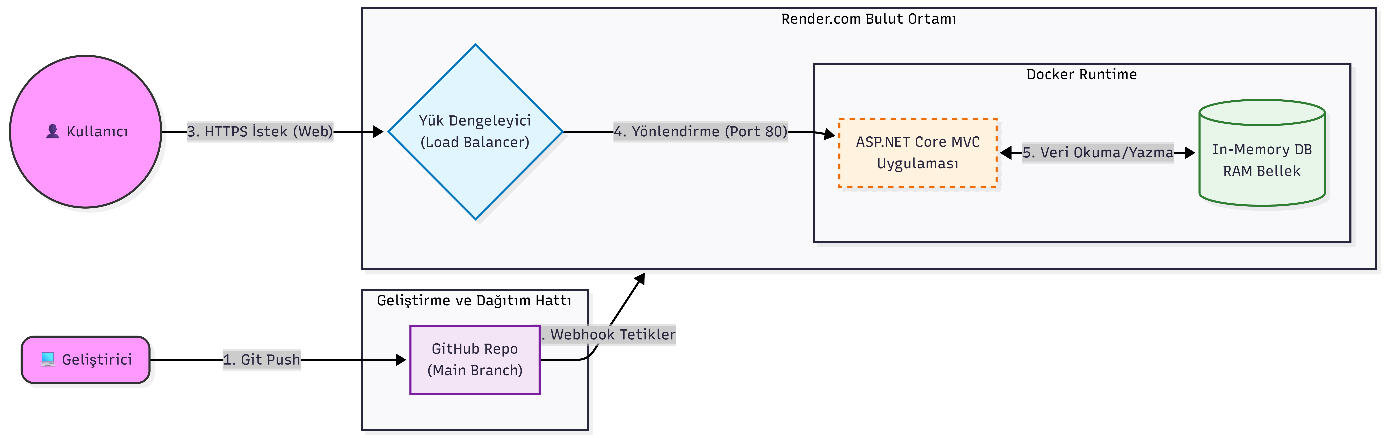 Render.com Bulut Ortamı
Docker Runtime
👤 Kullanıcı
3. HTTPS İstek (Web)
Yük Dengeleyici
(Load Balancer)
4. Yönlendirme (Port 80)
ASP.NET Core MVC
Uygulaması
5. Veri Okuma/Yazma
In-Memory DB
RAM Bellek
Geliştirme ve Dağıtım Hattı
🖥️ Geliştirici
1. Git Push
GitHub Repo
(Main Branch)
. Webhook Tetikler